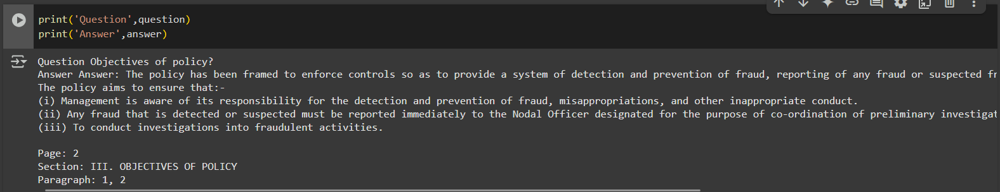 print('Question',question)
print('Answer',answer)
Question Objectives of policy?
Answer Answer: The policy has been framed to enforce controls so as to provide a system of detection and prevention of fraud, reporting of any fraud or suspected fr
The policy aims to ensure that:-
(i) Management is aware of its responsibility for the detection and prevention of fraud, misappropriations, and other inappropriate conduct.
(ii) Any fraud that is detected or suspected must be reported immediately to the Nodal Officer designated for the purpose of co-ordination of preliminary investigat
(iii) To conduct investigations into fraudulent activities.
Page: 2
Section: III. OBJECTIVES OF POLICY
Paragraph: 1, 2